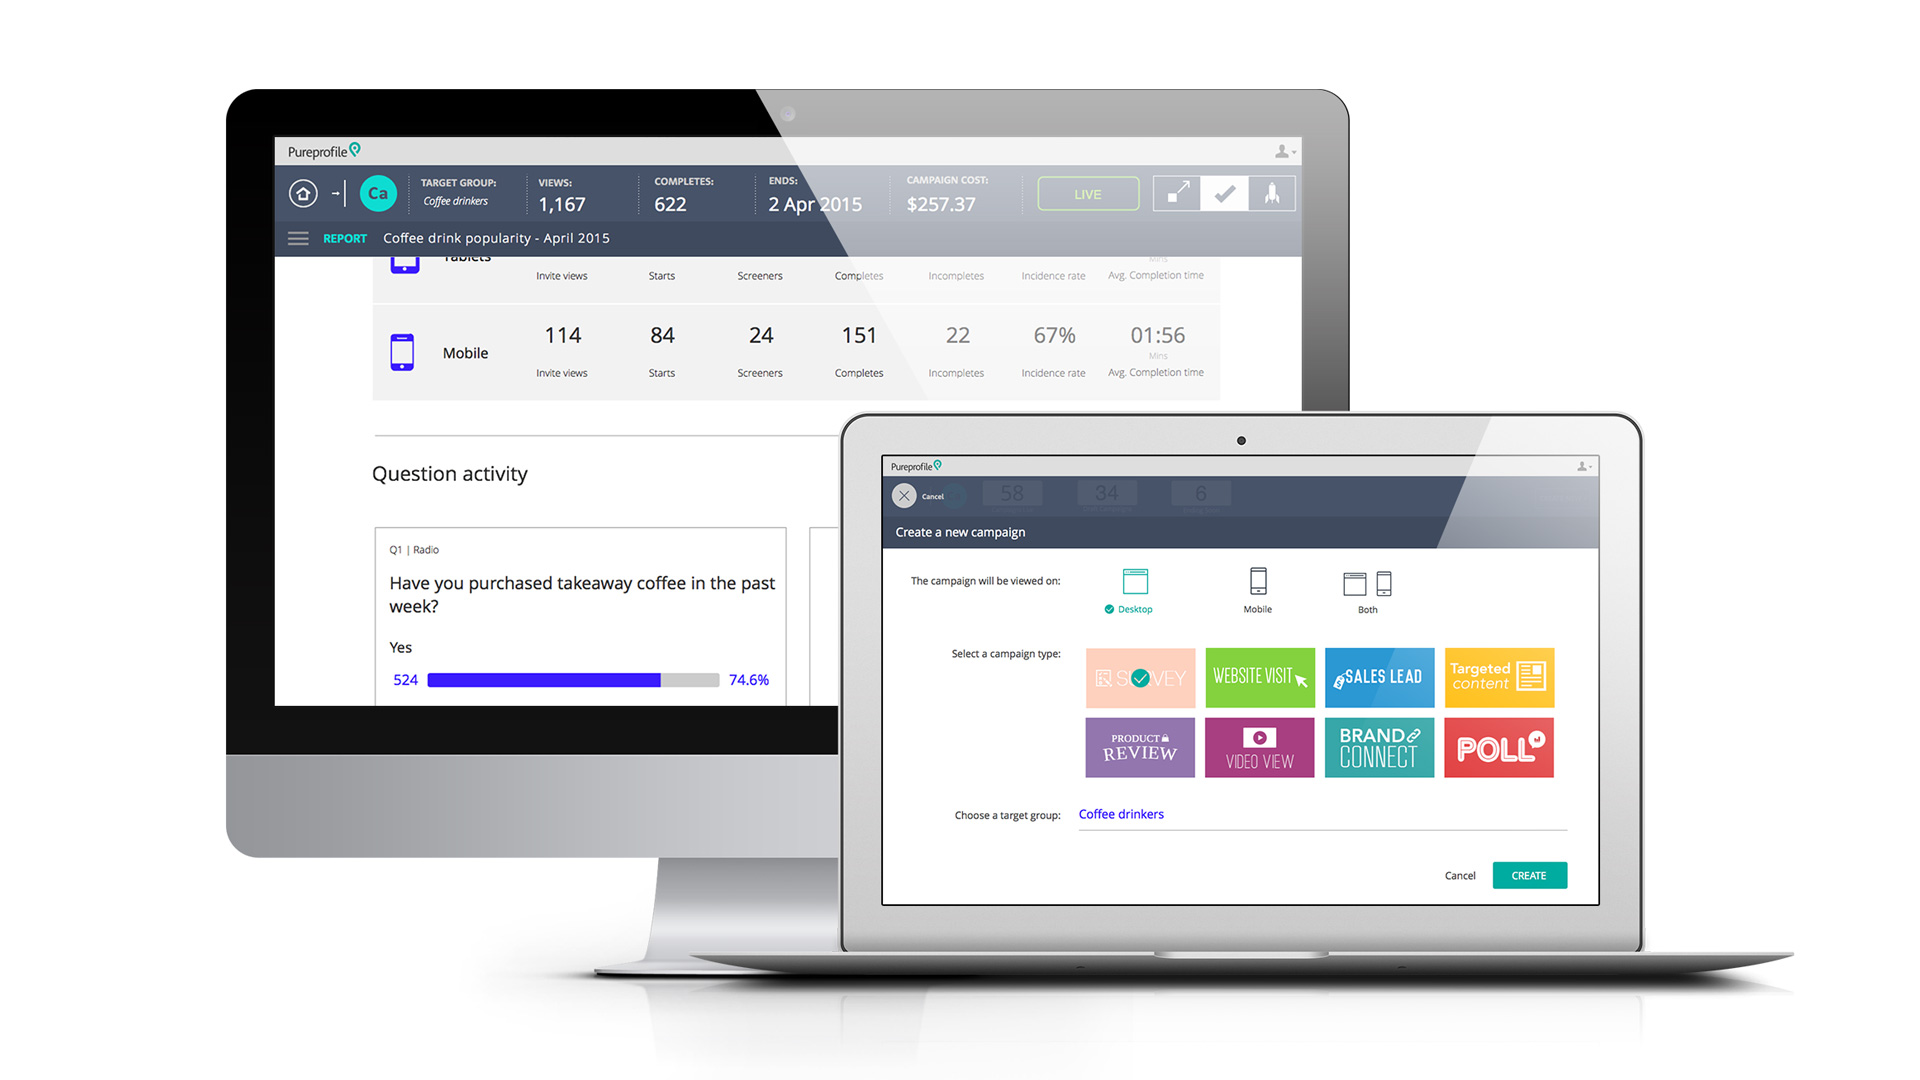 Pureprofile
Ca
TARGET GROUP:
Coffee drinkers
VIEWS:
1,167
COMPLETES:
622
ENDS:
2 Apr 2015
CAMPAIGN COST:
$257.37
LIVE
REPORT Coffee drink popularity - April 2015
Tablets
Mins
Invite views Starts Screeners Completes Incompletes Incidence rate Avg. Completion time
Mobile
114 84 24 151 22 67% 01:56
Mins
Invite views Starts Screeners Completes Incompletes Incidence rate Avg. Completion time
Question activity
Q1 | Radio
Have you purchased takeaway coffee in the past
week?
Yes
524 74.6%
Pureprofile
Cancel 58 34 6
Create a new campaign
The campaign will be viewed on:
Desktop Mobile Both
Select a campaign type:
WEBSITE VISIT
SALES LEAD
Targeted
content
PRODUCT
REVIEW
VIDEO VIEW
BRAND
CONNECT
POLL
Choose a target group: Coffee drinkers
Cancel CREATE